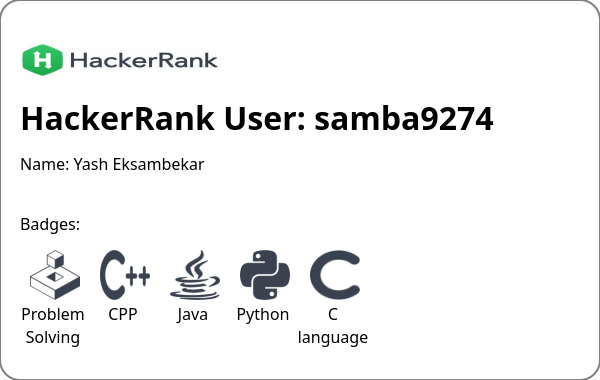 HackerRank
HackerRank User: samba9274
Name: Yash Eksambekar
Badges:
Problem Solving
CPP
Java
Python
C language